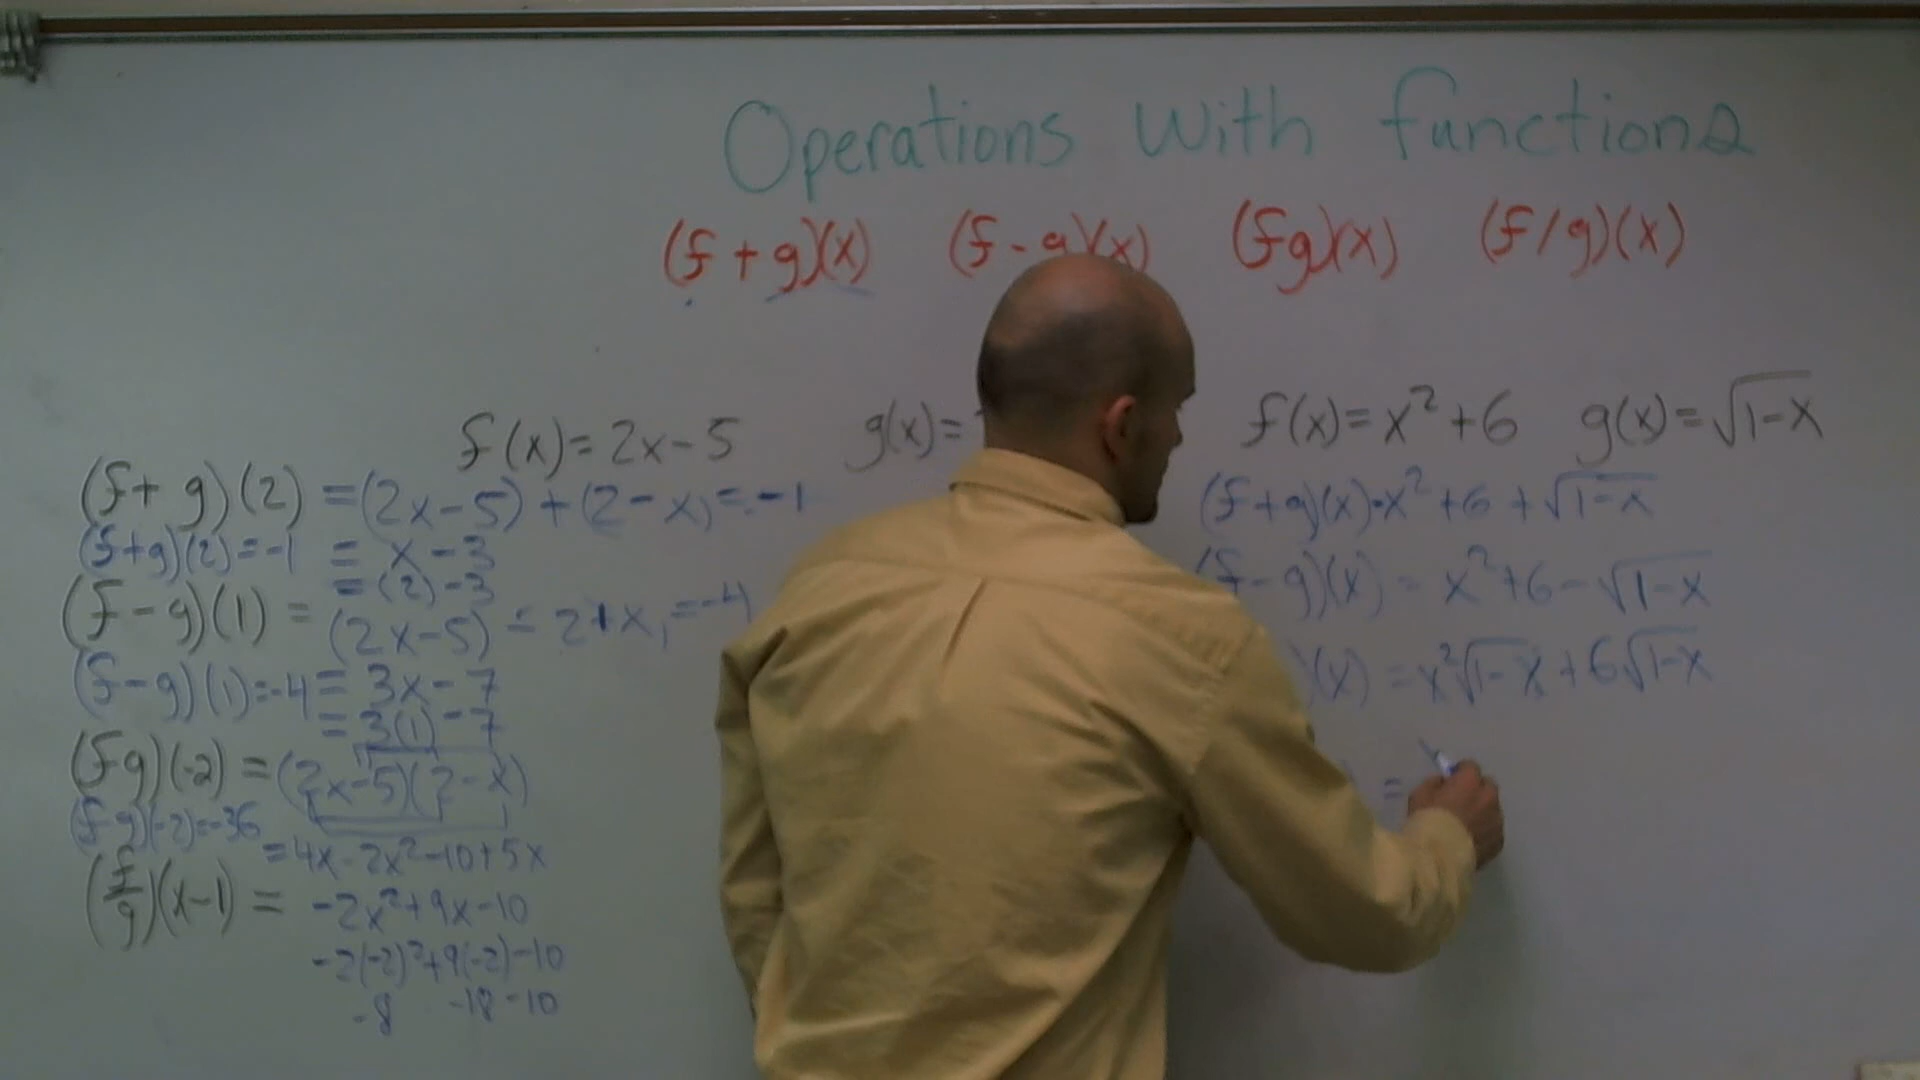 Operations with functions
(f + g)(x) (f - g)(x) (fg)(x) (f/g)(x)
f(x) = 2x - 5 g(x) =
(f + g)(2) = (2x - 5) + (2 - x) = -1
(f+g)(2) = -1 = x - 3
= (2) - 3
(f - g)(1) = (2x - 5) - 2+x, = -4
(f - g)(1) = -4 = 3x - 7
= 3(1) - 7
(fg)(-2) = (2x-5)(2-x)
(fg)(-2) = -36
= 4x - 2x² - 10 + 5x
(f/g)(x-1) = -2x² + 9x - 10
-2(-2)² + 9(-2) - 10
-8 -18 -10
f(x) = x² + 6 g(x) = √1-x
(f+g)(x) = x² + 6 + √1-x
(f - g)(x) = x² + 6 - √1-x
)(x) = x²√1-x + 6√1-x
=